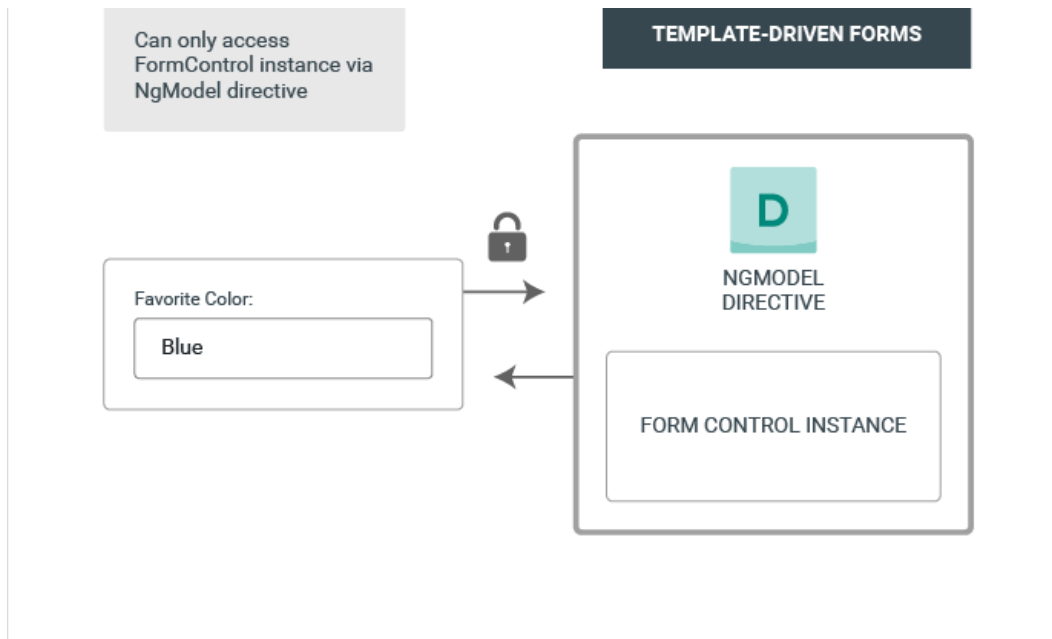 Can only access
FormControl instance via
NgModel directive
TEMPLATE-DRIVEN FORMS
D
NGMODEL
DIRECTIVE
Favorite Color:
Blue
FORM CONTROL INSTANCE